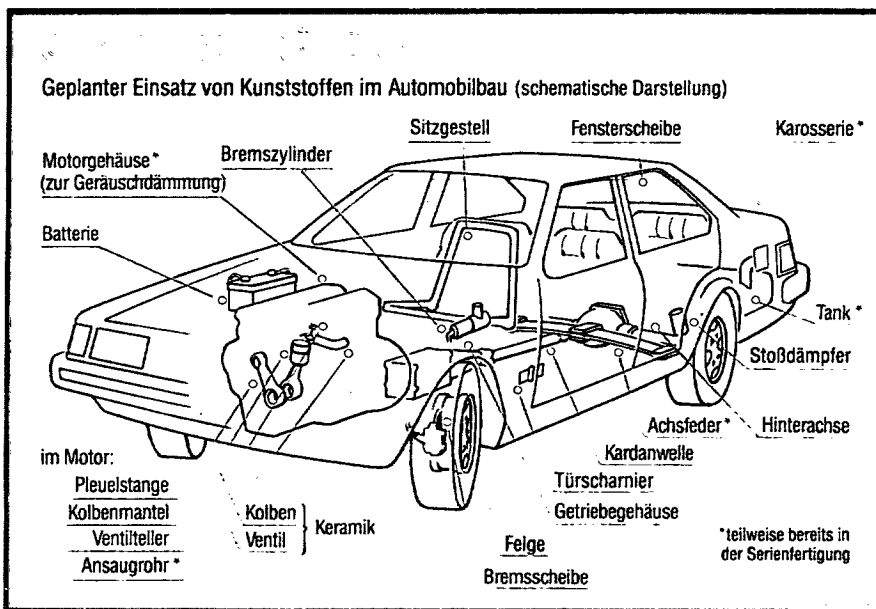 Geplanter Einsatz von Kunststoffen im Automobilbau (schematische Darstellung)
Sitzgestell
Fensterscheibe
Karosserie *
Motorgehäuse *
(zur Geräuschdämmung)
Bremszylinder
Batterie
Tank *
Stoßdämpfer
Achsfeder *
Hinterachse
Kardanwelle
Türscharnier
Getriebegehäuse
im Motor:
Pleuelstange
Kolbenmantel
Ventilteller
Ansaugrohr *
Kolben
Ventil
Keramik
Felge
Bremsscheibe
*teilweise bereits in
der Serienfertigung